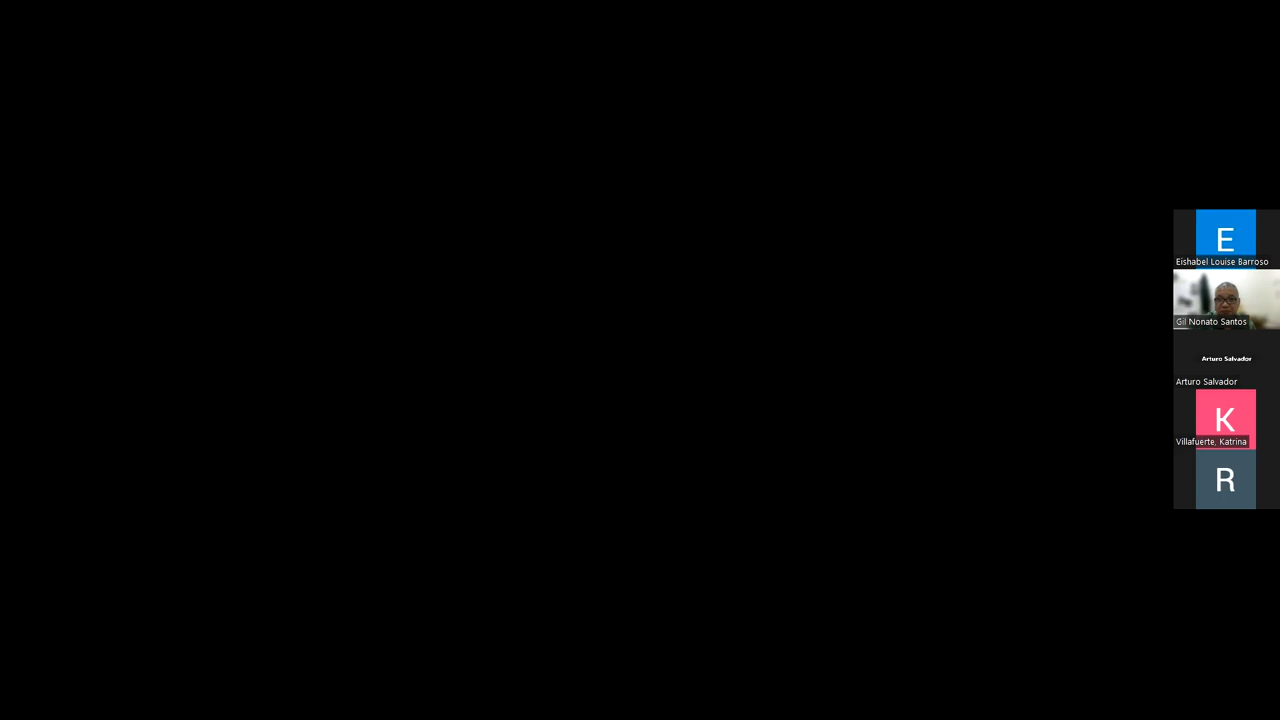 E
Eishabel Louise Barroso
Gil Nonato Santos
Arturo Salvador
Arturo Salvador
K
Villafuerte, Katrina
R